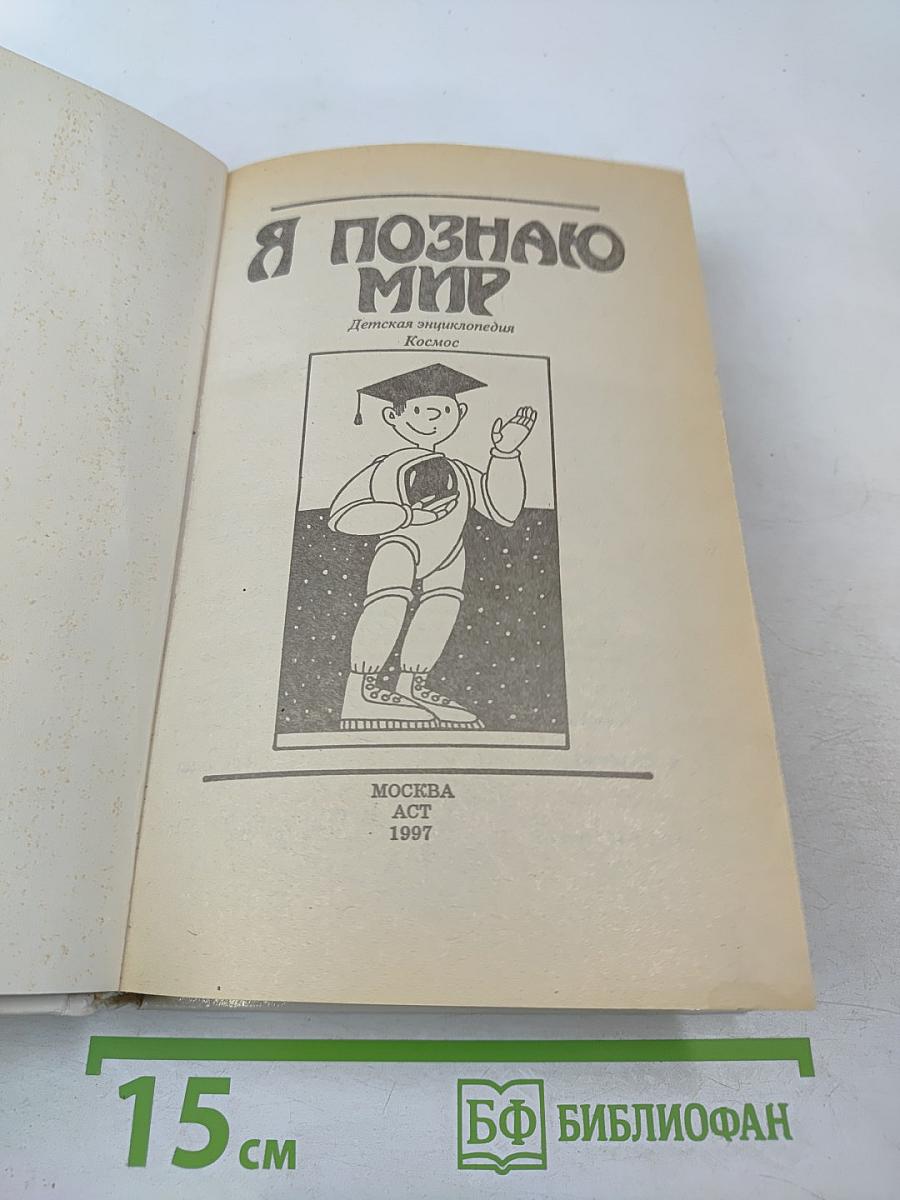 Я ПОЗНАЮ
МИР
Детская энциклопедия
Космос
МОСКВА
АСТ
1997
15 см
БФ БИБЛИОФАН